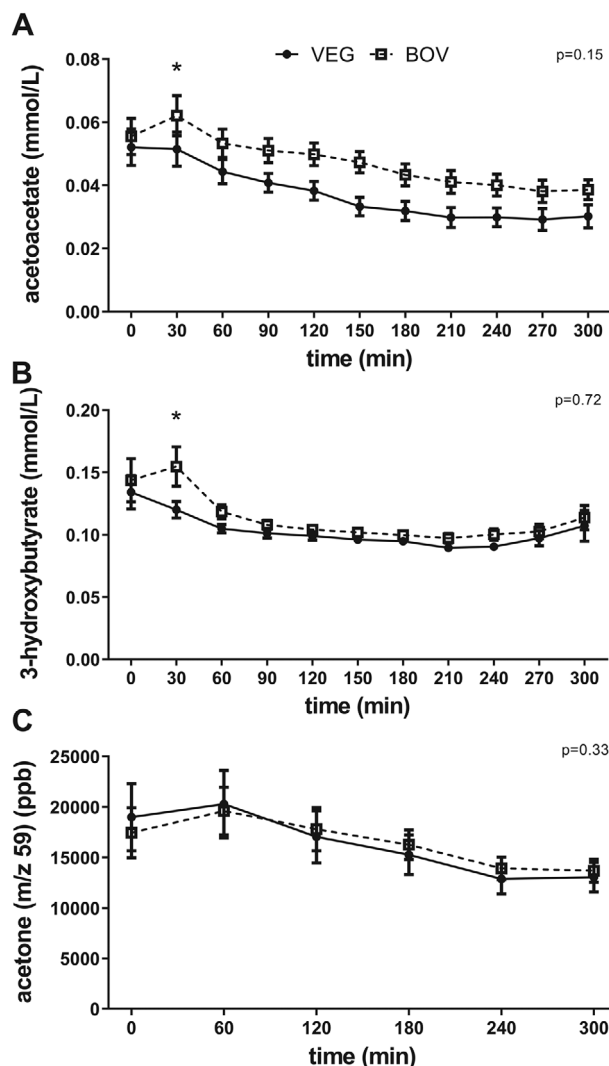 A
VEG BOV
p=0.15
*
acetoacetate (mmol/L)
0.08
0.06
0.04
0.02
0.00
0 30 60 90 120 150 180 210 240 270 300
time (min)
B
p=0.72
*
3-hydroxybutyrate (mmol/L)
0.20
0.15
0.10
0.05
0.00
0 30 60 90 120 150 180 210 240 270 300
time (min)
C
p=0.33
acetone (m/z 59) (ppb)
25000
20000
15000
10000
5000
0
0 60 120 180 240 300
time (min)